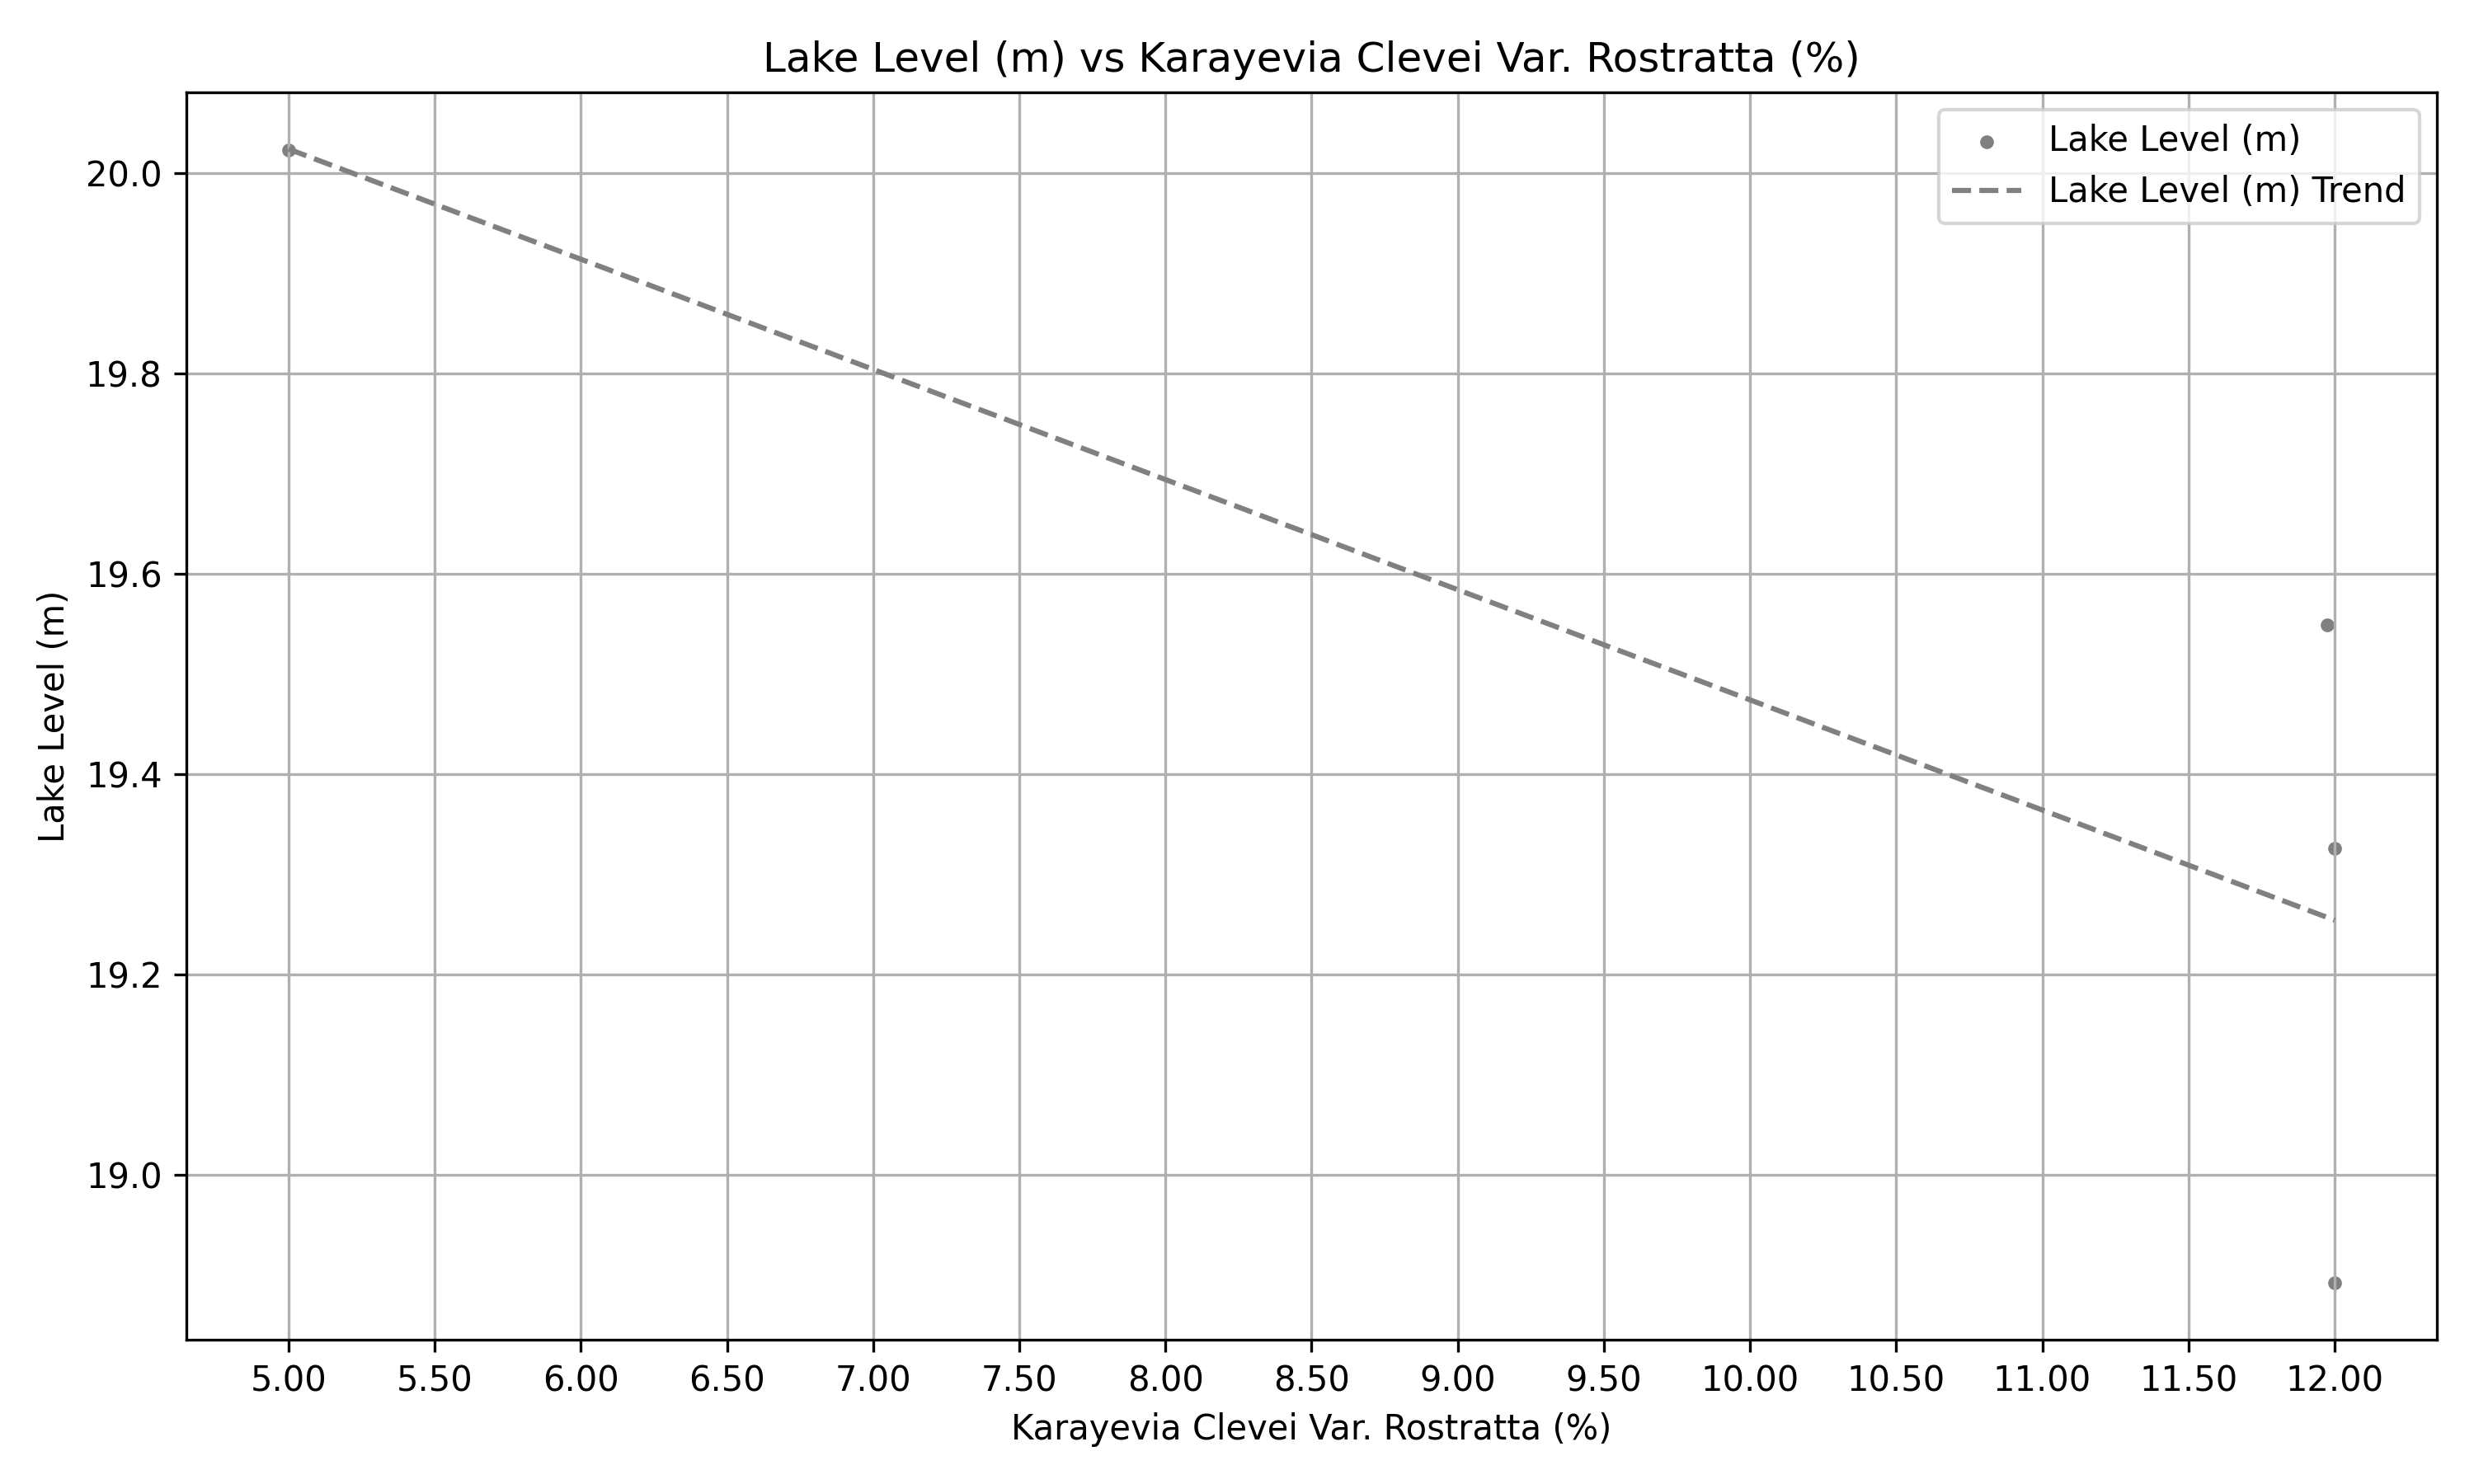 Lake Level (m) vs Karayevia Clevei Var. Rostratta (%)
Lake Level (m)
Lake Level (m) Trend
20.0
19.8
19.6
19.4
19.2
19.0
Lake Level (m)
5.00 5.50 6.00 6.50 7.00 7.50 8.00 8.50 9.00 9.50 10.00 10.50 11.00 11.50 12.00
Karayevia Clevei Var. Rostratta (%)